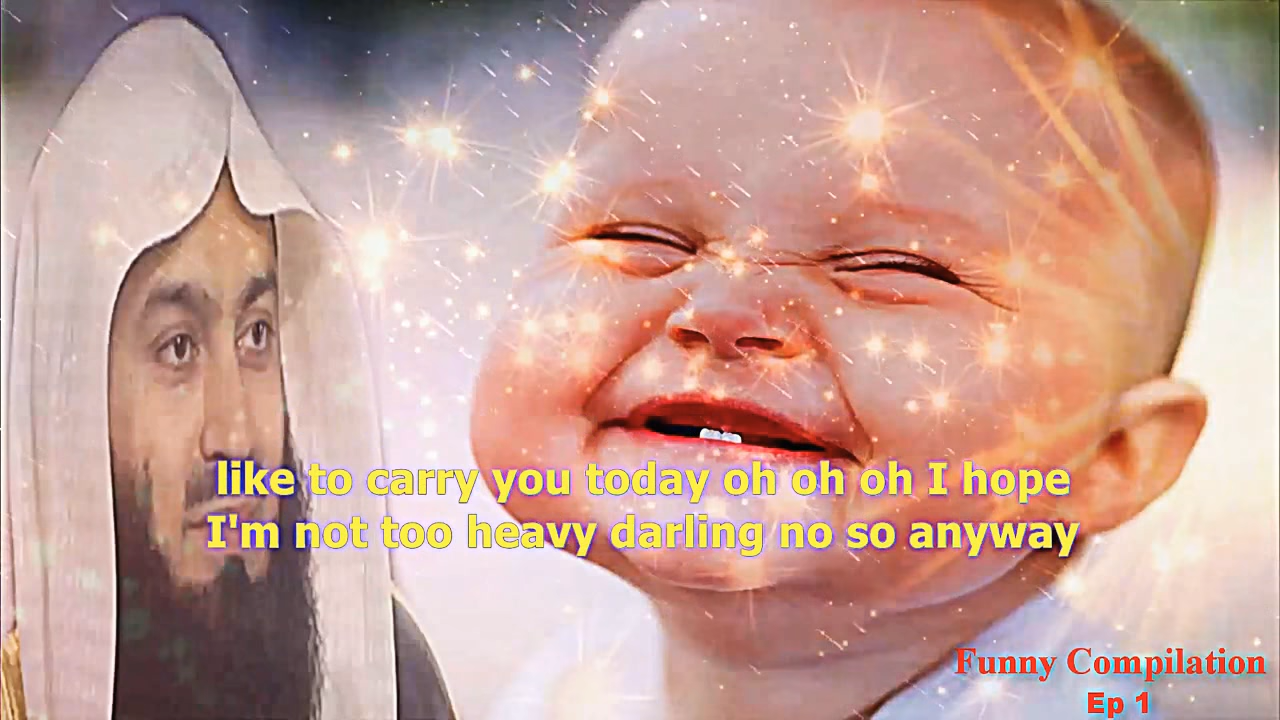 like to carry you today oh oh oh I hope
I'm not too heavy darling no so anyway
Funny Compilation
Ep 1